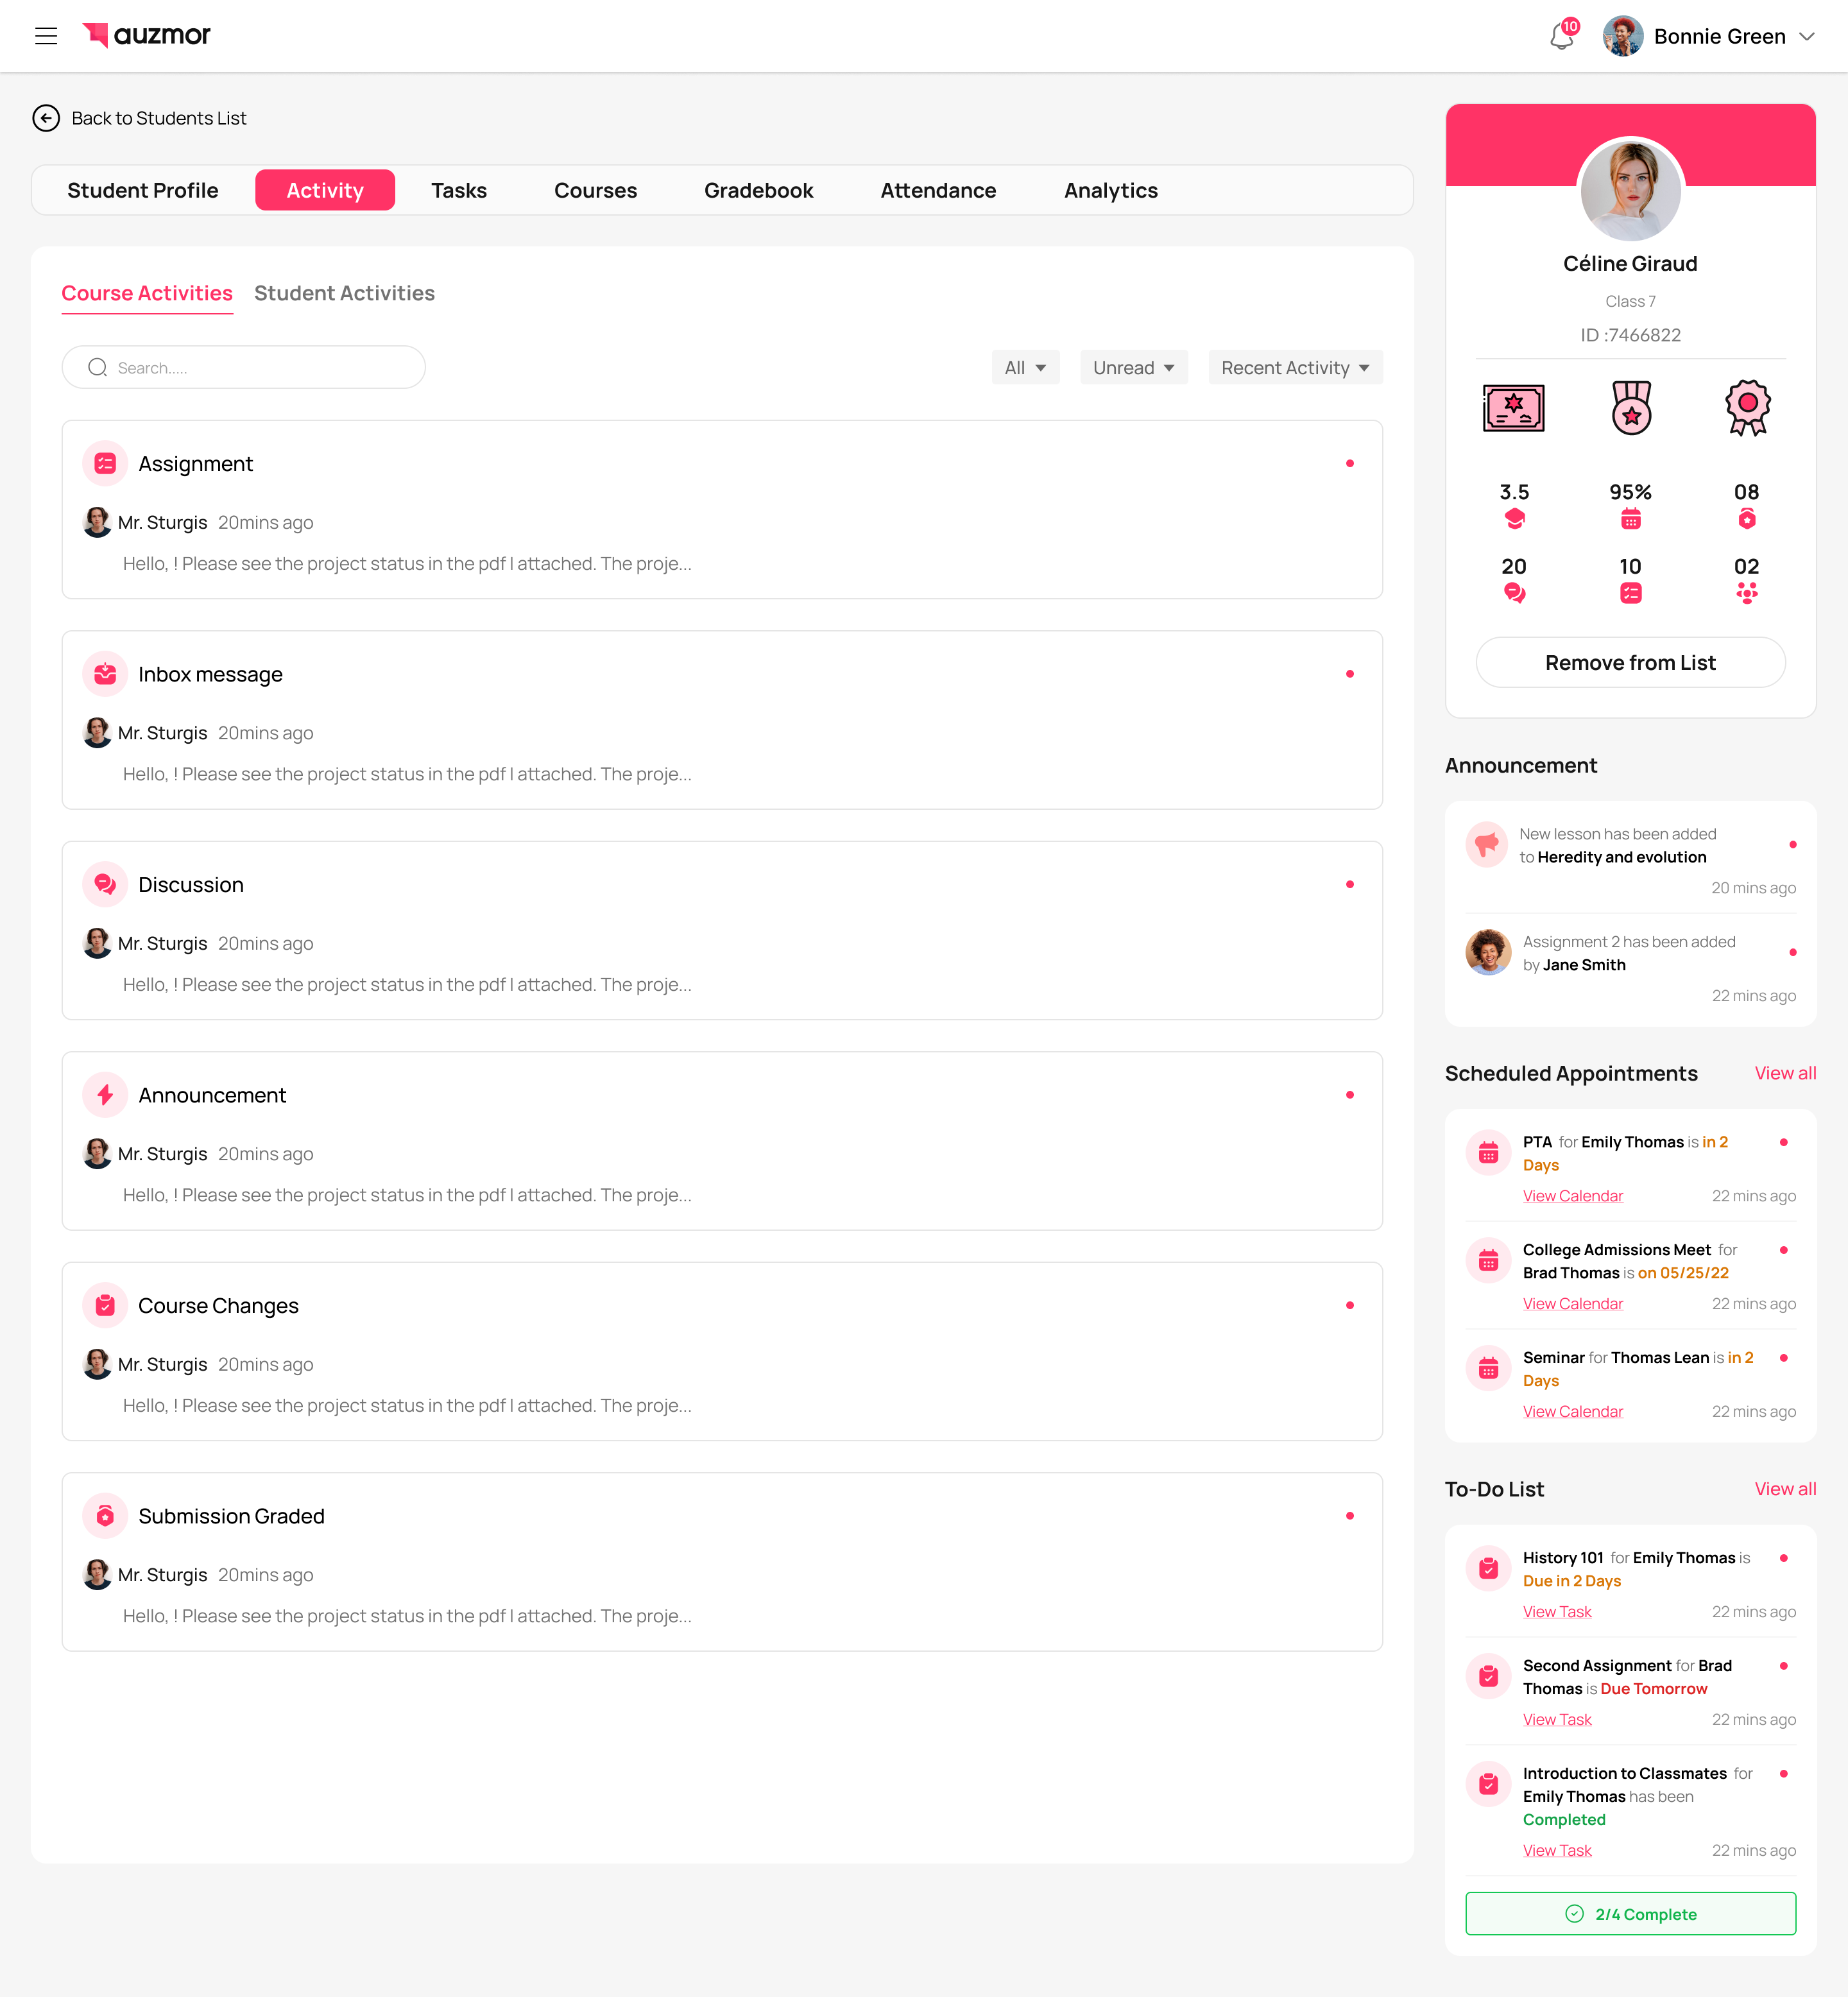 auzmor
10
Bonnie Green
Back to Students List
Student Profile
Activity
Tasks
Courses
Gradebook
Attendance
Analytics
Course Activities
Student Activities
Search.....
All
Unread
Recent Activity
Assignment
Mr. Sturgis 20mins ago
Hello, ! Please see the project status in the pdf I attached. The proje...
Inbox message
Mr. Sturgis 20mins ago
Hello, ! Please see the project status in the pdf I attached. The proje...
Discussion
Mr. Sturgis 20mins ago
Hello, ! Please see the project status in the pdf I attached. The proje...
Announcement
Mr. Sturgis 20mins ago
Hello, ! Please see the project status in the pdf I attached. The proje...
Course Changes
Mr. Sturgis 20mins ago
Hello, ! Please see the project status in the pdf I attached. The proje...
Submission Graded
Mr. Sturgis 20mins ago
Hello, ! Please see the project status in the pdf I attached. The proje...
Céline Giraud
Class 7
ID :7466822
3.5
95%
08
20
10
02
Remove from List
Announcement
New lesson has been added
to Heredity and evolution
20 mins ago
Assignment 2 has been added
by Jane Smith
22 mins ago
Scheduled Appointments
View all
PTA for Emily Thomas is in 2
Days
View Calendar
22 mins ago
College Admissions Meet for
Brad Thomas is on 05/25/22
View Calendar
22 mins ago
Seminar for Thomas Lean is in 2
Days
View Calendar
22 mins ago
To-Do List
View all
History 101 for Emily Thomas is
Due in 2 Days
View Task
22 mins ago
Second Assignment for Brad
Thomas is Due Tomorrow
View Task
22 mins ago
Introduction to Classmates for
Emily Thomas has been
Completed
View Task
22 mins ago
2/4 Complete